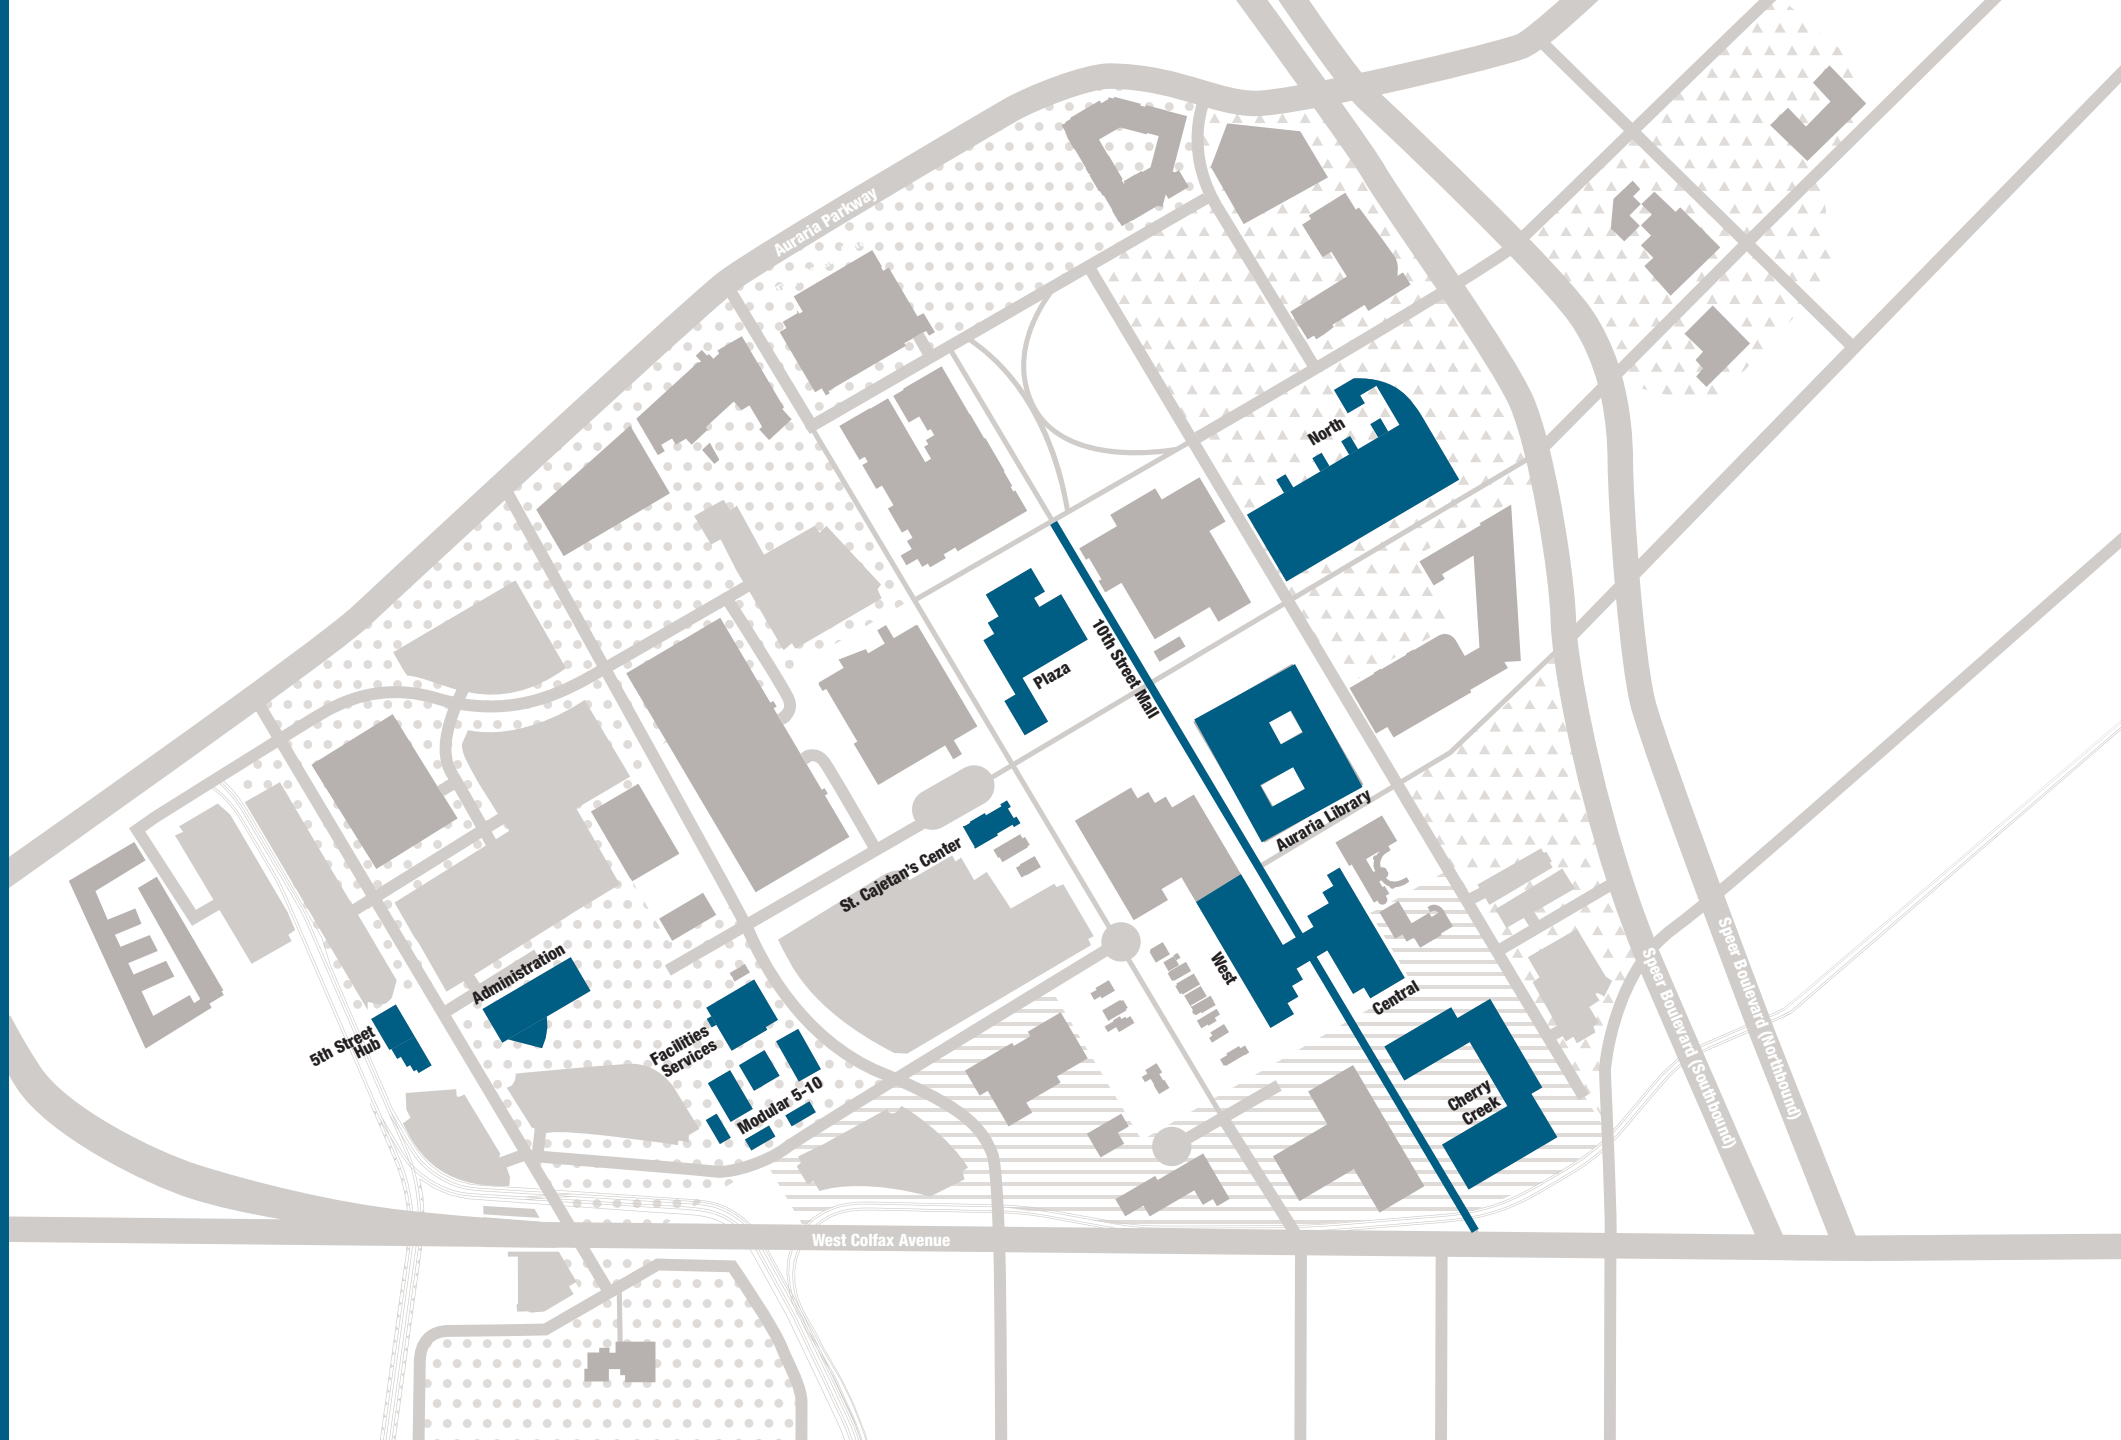 Auraria Parkway
North
10th Street Mall
Plaza
Auraria Library
St. Cajetan's Center
West
Central
Administration
5th Street
Hub
Facilities
Services
Modular 5-10
Cherry
Creek
Speer Boulevard (Southbound)
Speer Boulevard (Northbound)
West Colfax Avenue